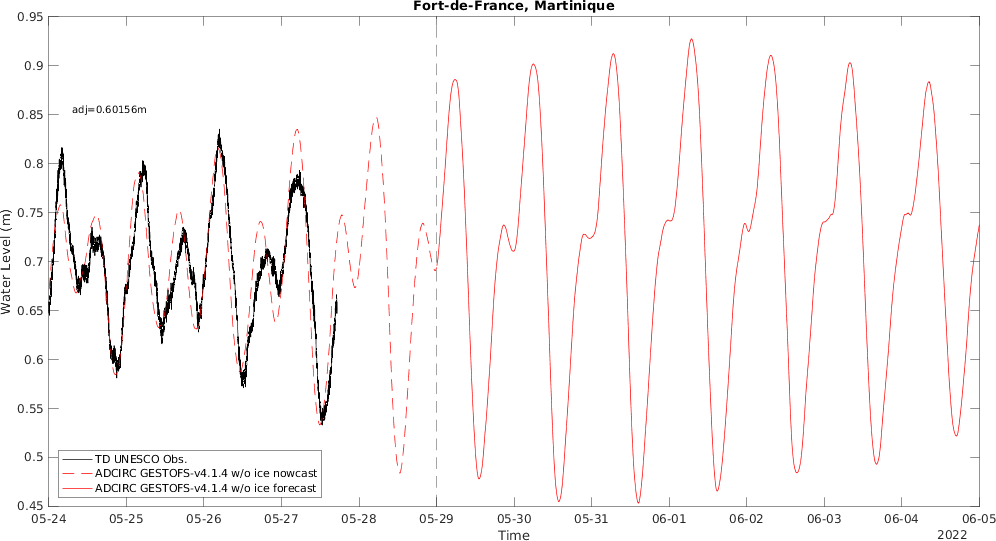 Fort-de-France, Martinique
0.95
0.9
0.85
0.8
0.75
0.7
0.65
0.6
0.55
0.5
0.45
Water Level (m)
adj=0.60156m
TD UNESCO Obs.
ADCIRC GESTOFS-v4.1.4 w/o ice nowcast
ADCIRC GESTOFS-v4.1.4 w/o ice forecast
05-24 05-25 05-26 05-27 05-28 05-29 05-30 05-31 06-01 06-02 06-03 06-04 06-05
Time
2022